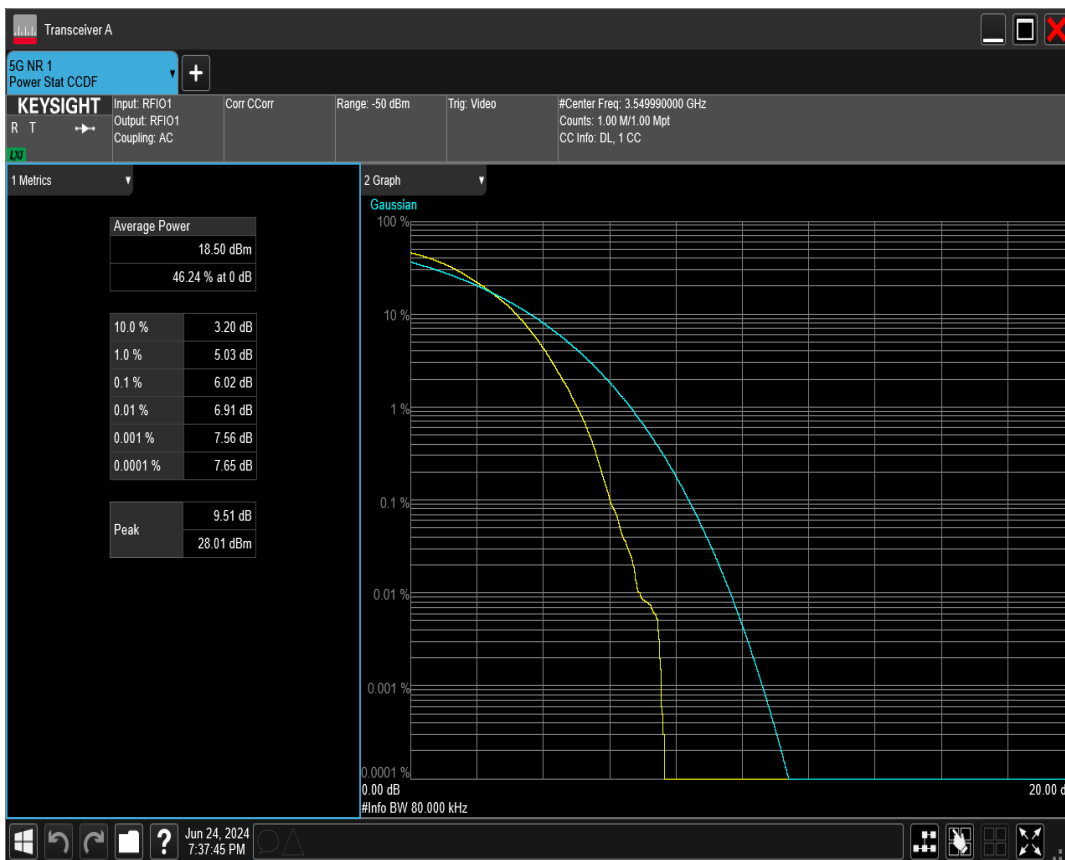 Transceiver A
5G NR 1
Power Stat CCDF
+
KEYSIGHT
R T
LXI
Input: RFIO1
Output: RFIO1
Coupling: AC
Corr CCorr
Range: -50 dBm
Trig: Video
#Center Freq: 3.549990000 GHz
Counts: 1.00 M/1.00 Mpt
CC Info: DL, 1 CC
1 Metrics
Average Power
18.50 dBm
46.24 % at 0 dB
10.0 % 3.20 dB
1.0 % 5.03 dB
0.1 % 6.02 dB
0.01 % 6.91 dB
0.001 % 7.56 dB
0.0001 % 7.65 dB
Peak
9.51 dB
28.01 dBm
2 Graph
Gaussian
100 %
10 %
1 %
0.1 %
0.01 %
0.001 %
0.0001 %
0.00 dB
20.00 d
#Info BW 80.000 kHz
?
Jun 24, 2024
7:37:45 PM